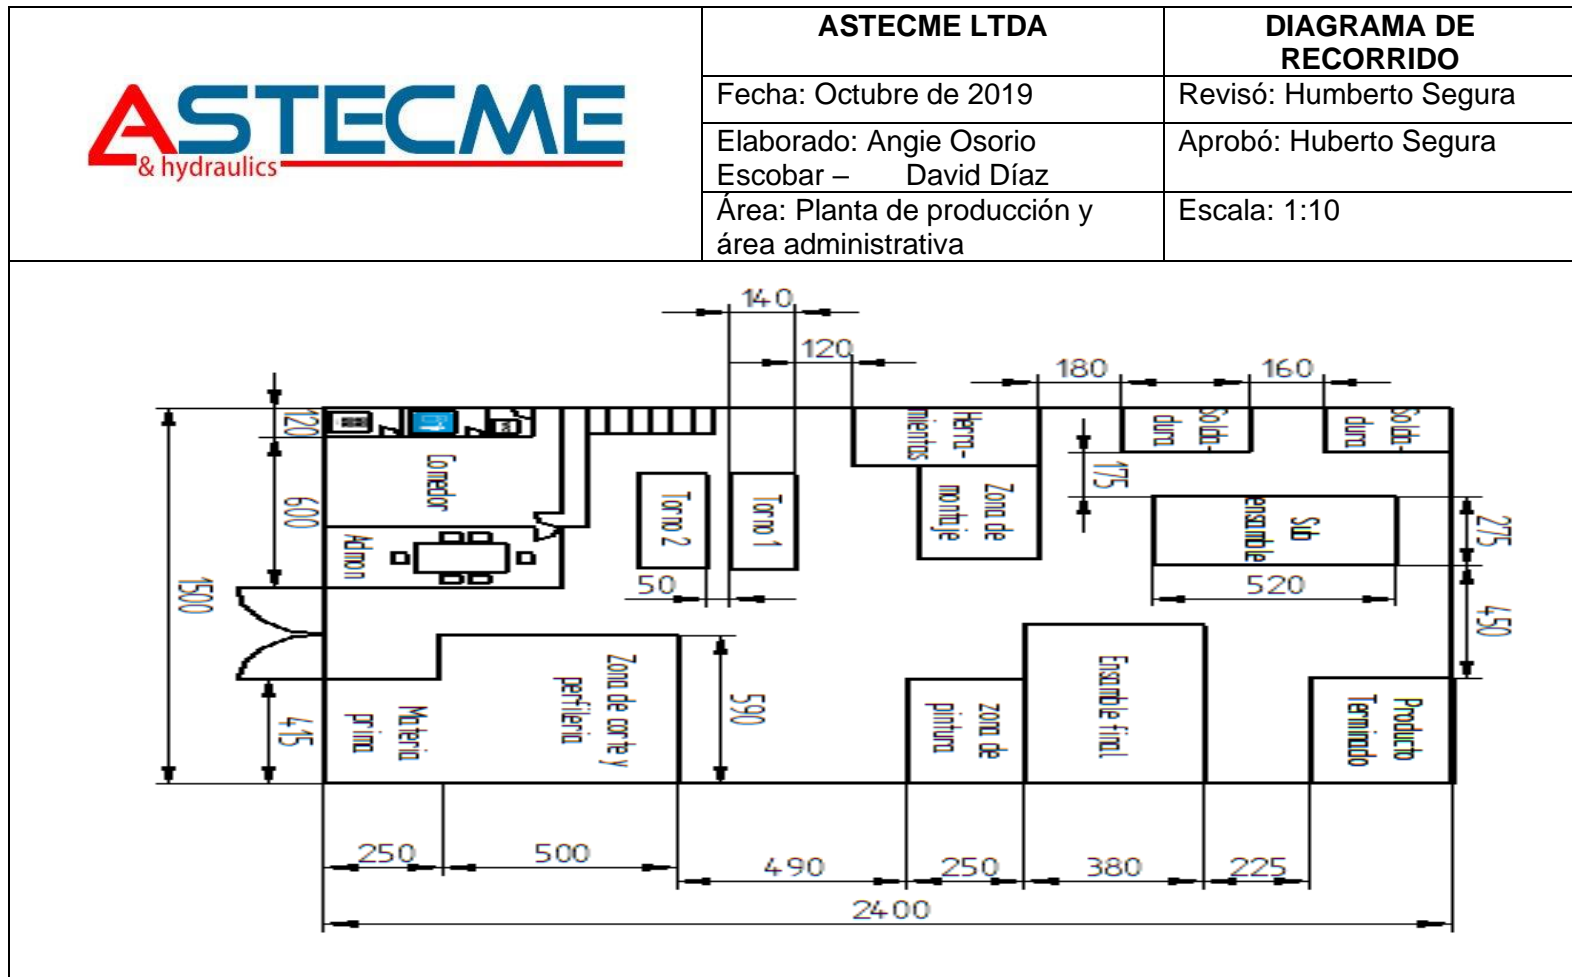 ASTECME
& hydraulics
ASTECME LTDA
DIAGRAMA DE
RECORRIDO
Fecha: Octubre de 2019
Revisó: Humberto Segura
Elaborado: Angie Osorio
Escobar – David Díaz
Aprobó: Huberto Segura
Área: Planta de producción y
área administrativa
Escala: 1:10
140
120
180
160
120
600
1500
415
Comedor
Admon
Torno 2
Torno 1
50
Herra-
mientas
Zona de
montaje
Solda-
dura
Solda-
dura
175
Sub
ensamble
520
275
450
Materia
prima
Zona de corte y
perfileria
590
zona de
pintura
Ensamble final
Producto
Terminado
250
500
490
250
380
225
2400